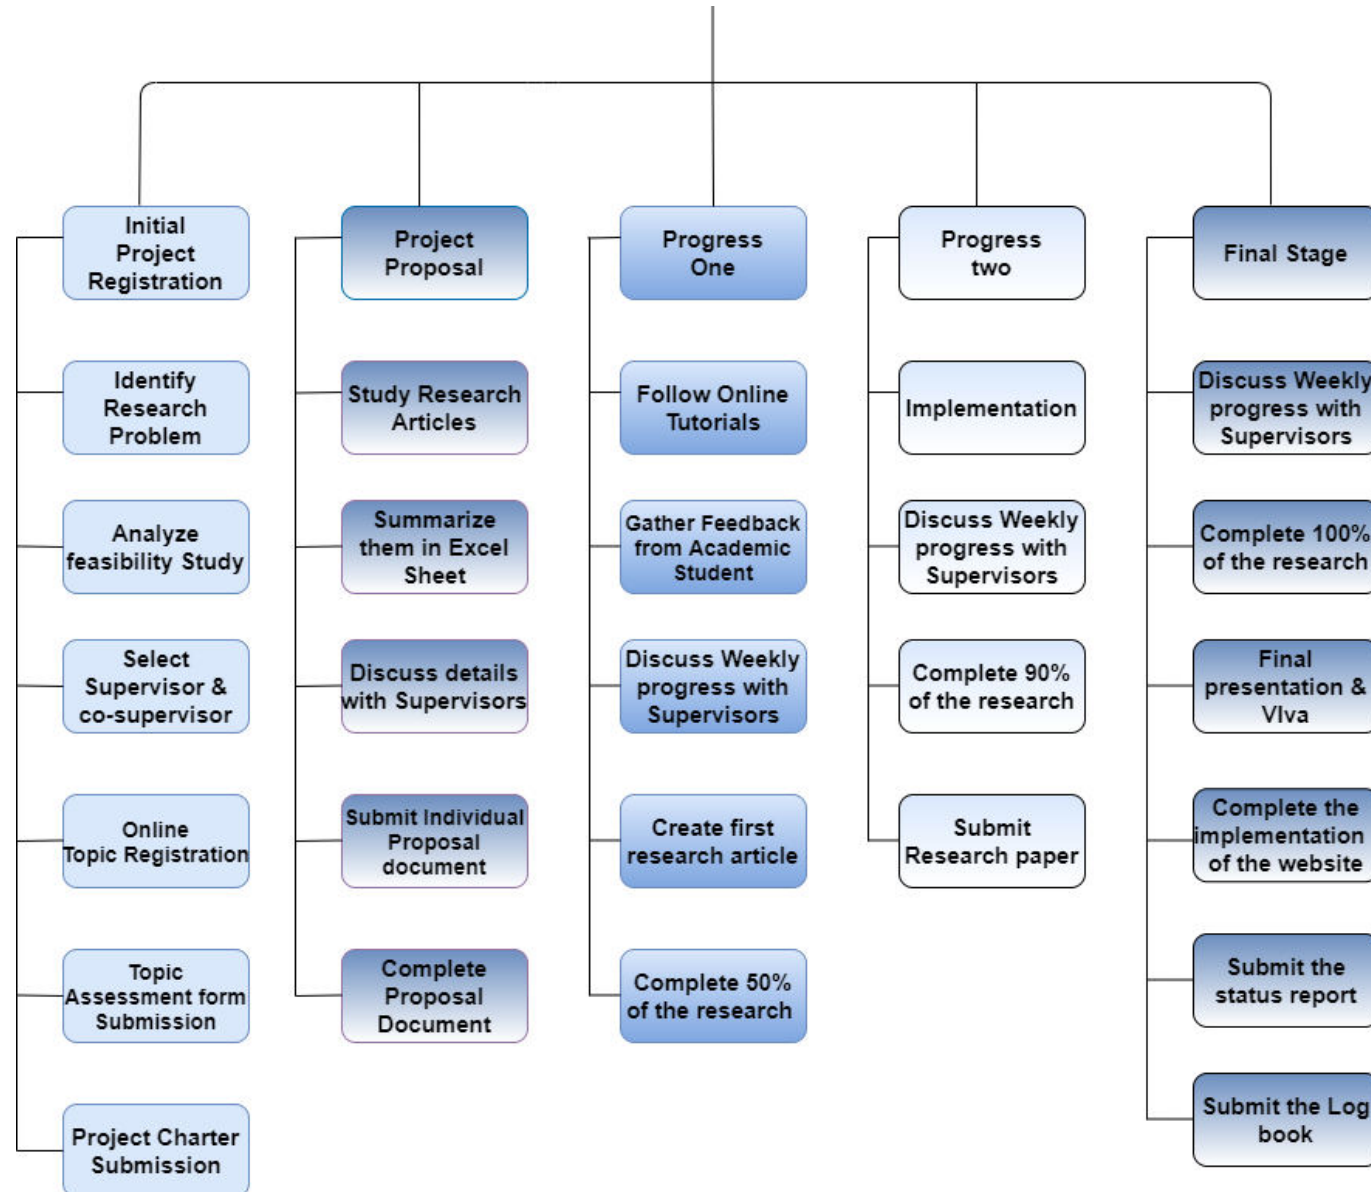 Initial
Project
Registration
Identify
Research
Problem
Analyze
feasibility Study
Select
Supervisor &
co-supervisor
Online
Topic Registration
Topic
Assessment form
Submission
Project Charter
Submission
Project
Proposal
Study Research
Articles
Summarize
them in Excel
Sheet
Discuss details
with Supervisors
Submit Individual
Proposal
document
Complete
Proposal
Document
Progress
One
Follow Online
Tutorials
Gather Feedback
from Academic
Student
Discuss Weekly
progress with
Supervisors
Create first
research article
Complete 50%
of the research
Progress
two
Implementation
Discuss Weekly
progress with
Supervisors
Complete 90%
of the research
Submit
Research paper
Final Stage
Discuss Weekly
progress with
Supervisors
Complete 100%
of the research
Final
presentation &
VIva
Complete the
implementation
of the website
Submit the
status report
Submit the Log
book